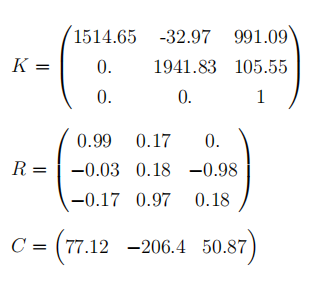 K = ( 1514.65 -32.97 991.09
0. 1941.83 105.55
0. 0. 1 )
R = ( 0.99 0.17 0.
−0.03 0.18 −0.98
−0.17 0.97 0.18 )
C = ( 77.12 −206.4 50.87 )